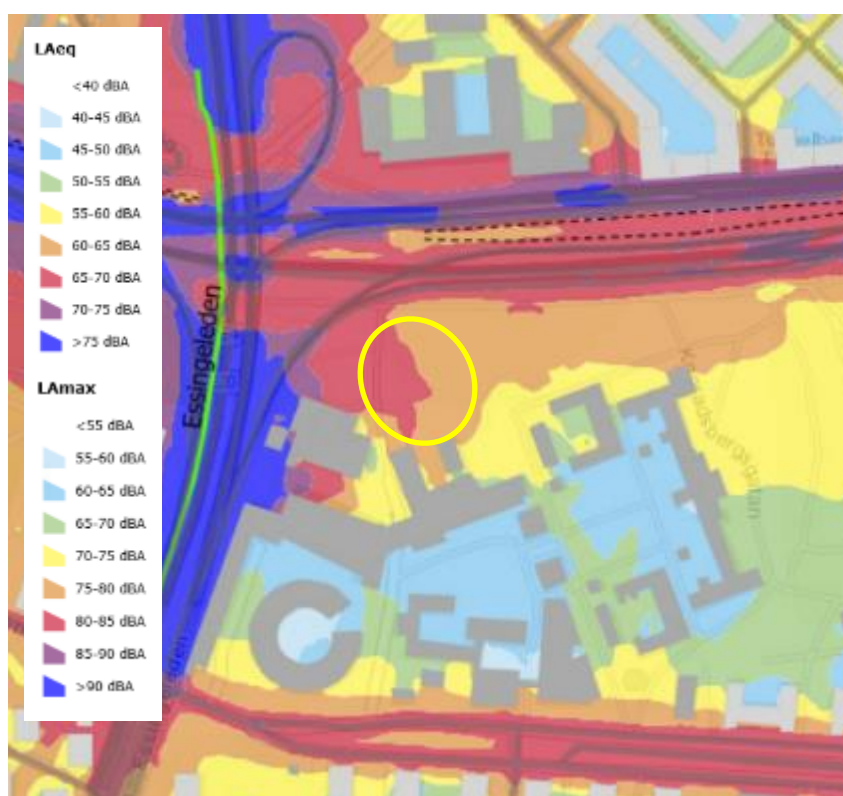 LAeq
<40 dBA
40-45 dBA
45-50 dBA
50-55 dBA
55-60 dBA
60-65 dBA
65-70 dBA
70-75 dBA
>75 dBA
LAmax
<55 dBA
55-60 dBA
60-65 dBA
65-70 dBA
70-75 dBA
75-80 dBA
80-85 dBA
85-90 dBA
>90 dBA
Essingeleden